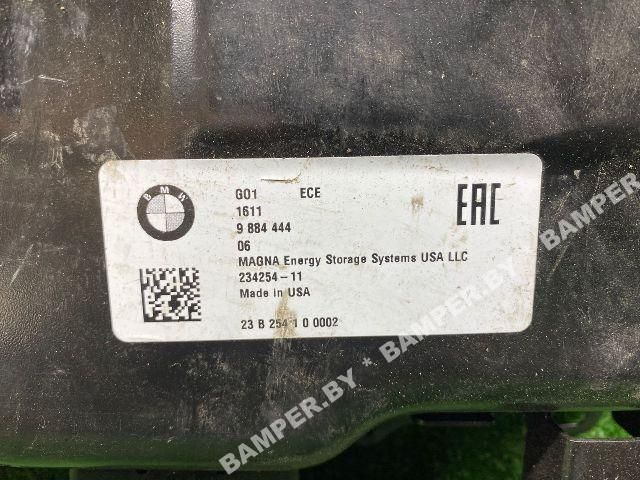 BMW
G01 ECE
EAC
1611
9 884 444
06
MAGNA Energy Storage Systems USA LLC
234254-11
Made in USA
23 B 254 1 0 0002
BAMPER.BY * BAMPER.BY * BAMPER.BY
BAMPER.BY